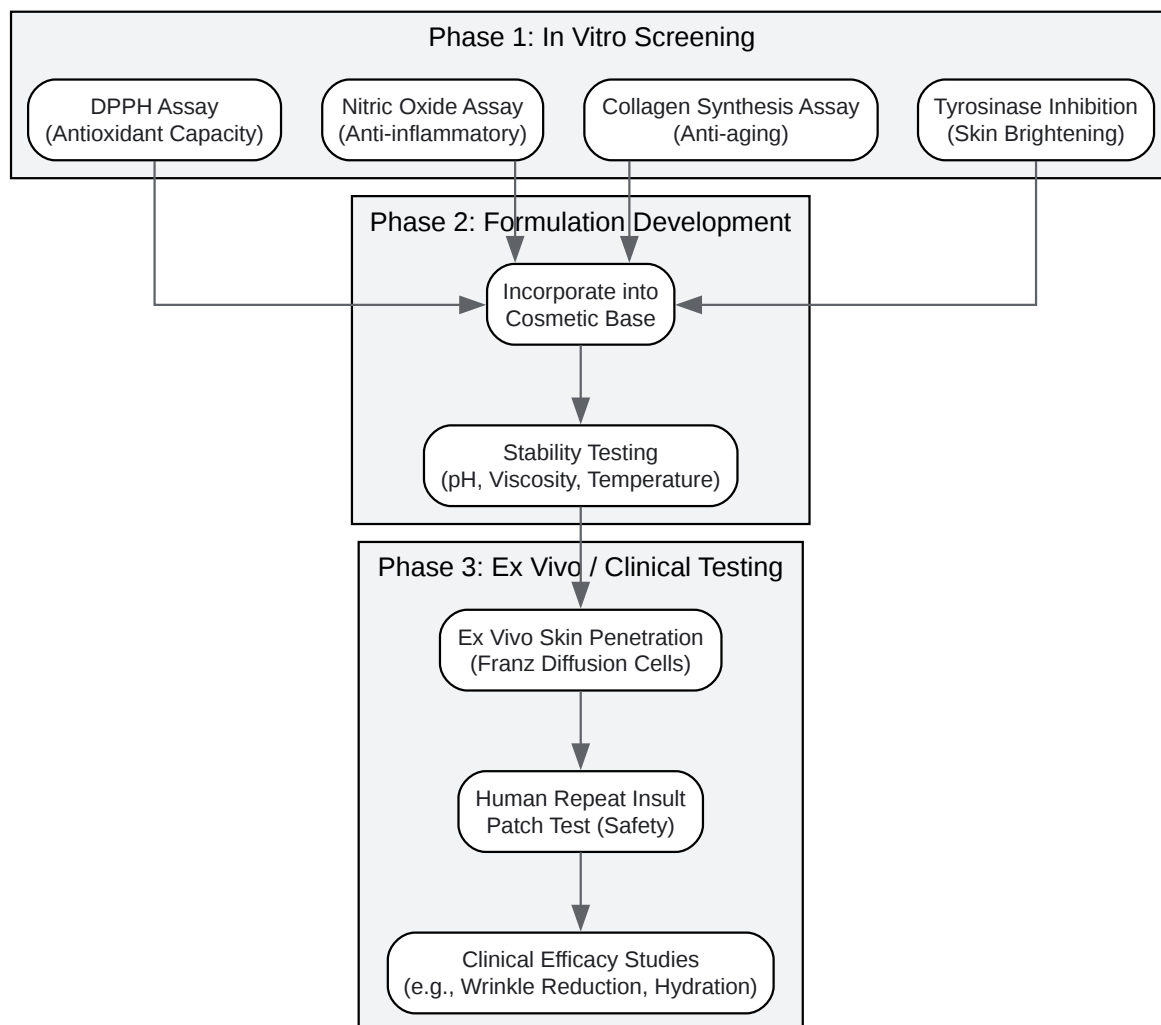 Phase 1: In Vitro Screening
DPPH Assay
(Antioxidant Capacity)
Nitric Oxide Assay
(Anti-inflammatory)
Collagen Synthesis Assay
(Anti-aging)
Tyrosinase Inhibition
(Skin Brightening)
Phase 2: Formulation Development
Incorporate into
Cosmetic Base
Stability Testing
(pH, Viscosity, Temperature)
Phase 3: Ex Vivo / Clinical Testing
Ex Vivo Skin Penetration
(Franz Diffusion Cells)
Human Repeat Insult
Patch Test (Safety)
Clinical Efficacy Studies
(e.g., Wrinkle Reduction, Hydration)